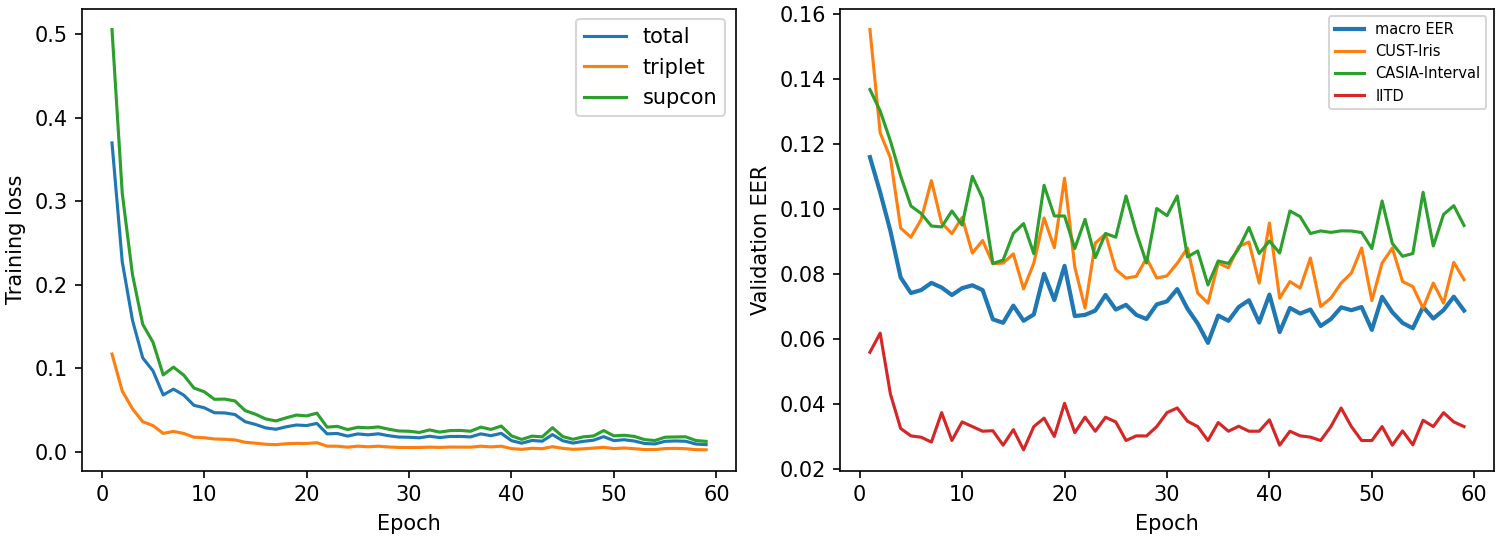 Training loss
0.5
0.4
0.3
0.2
0.1
0.0
0
10
20
30
40
50
60
Epoch
total
triplet
supcon
Validation EER
0.16
0.14
0.12
0.10
0.08
0.06
0.04
0.02
0
10
20
30
40
50
60
Epoch
macro EER
CUST-Iris
CASIA-Interval
IITD